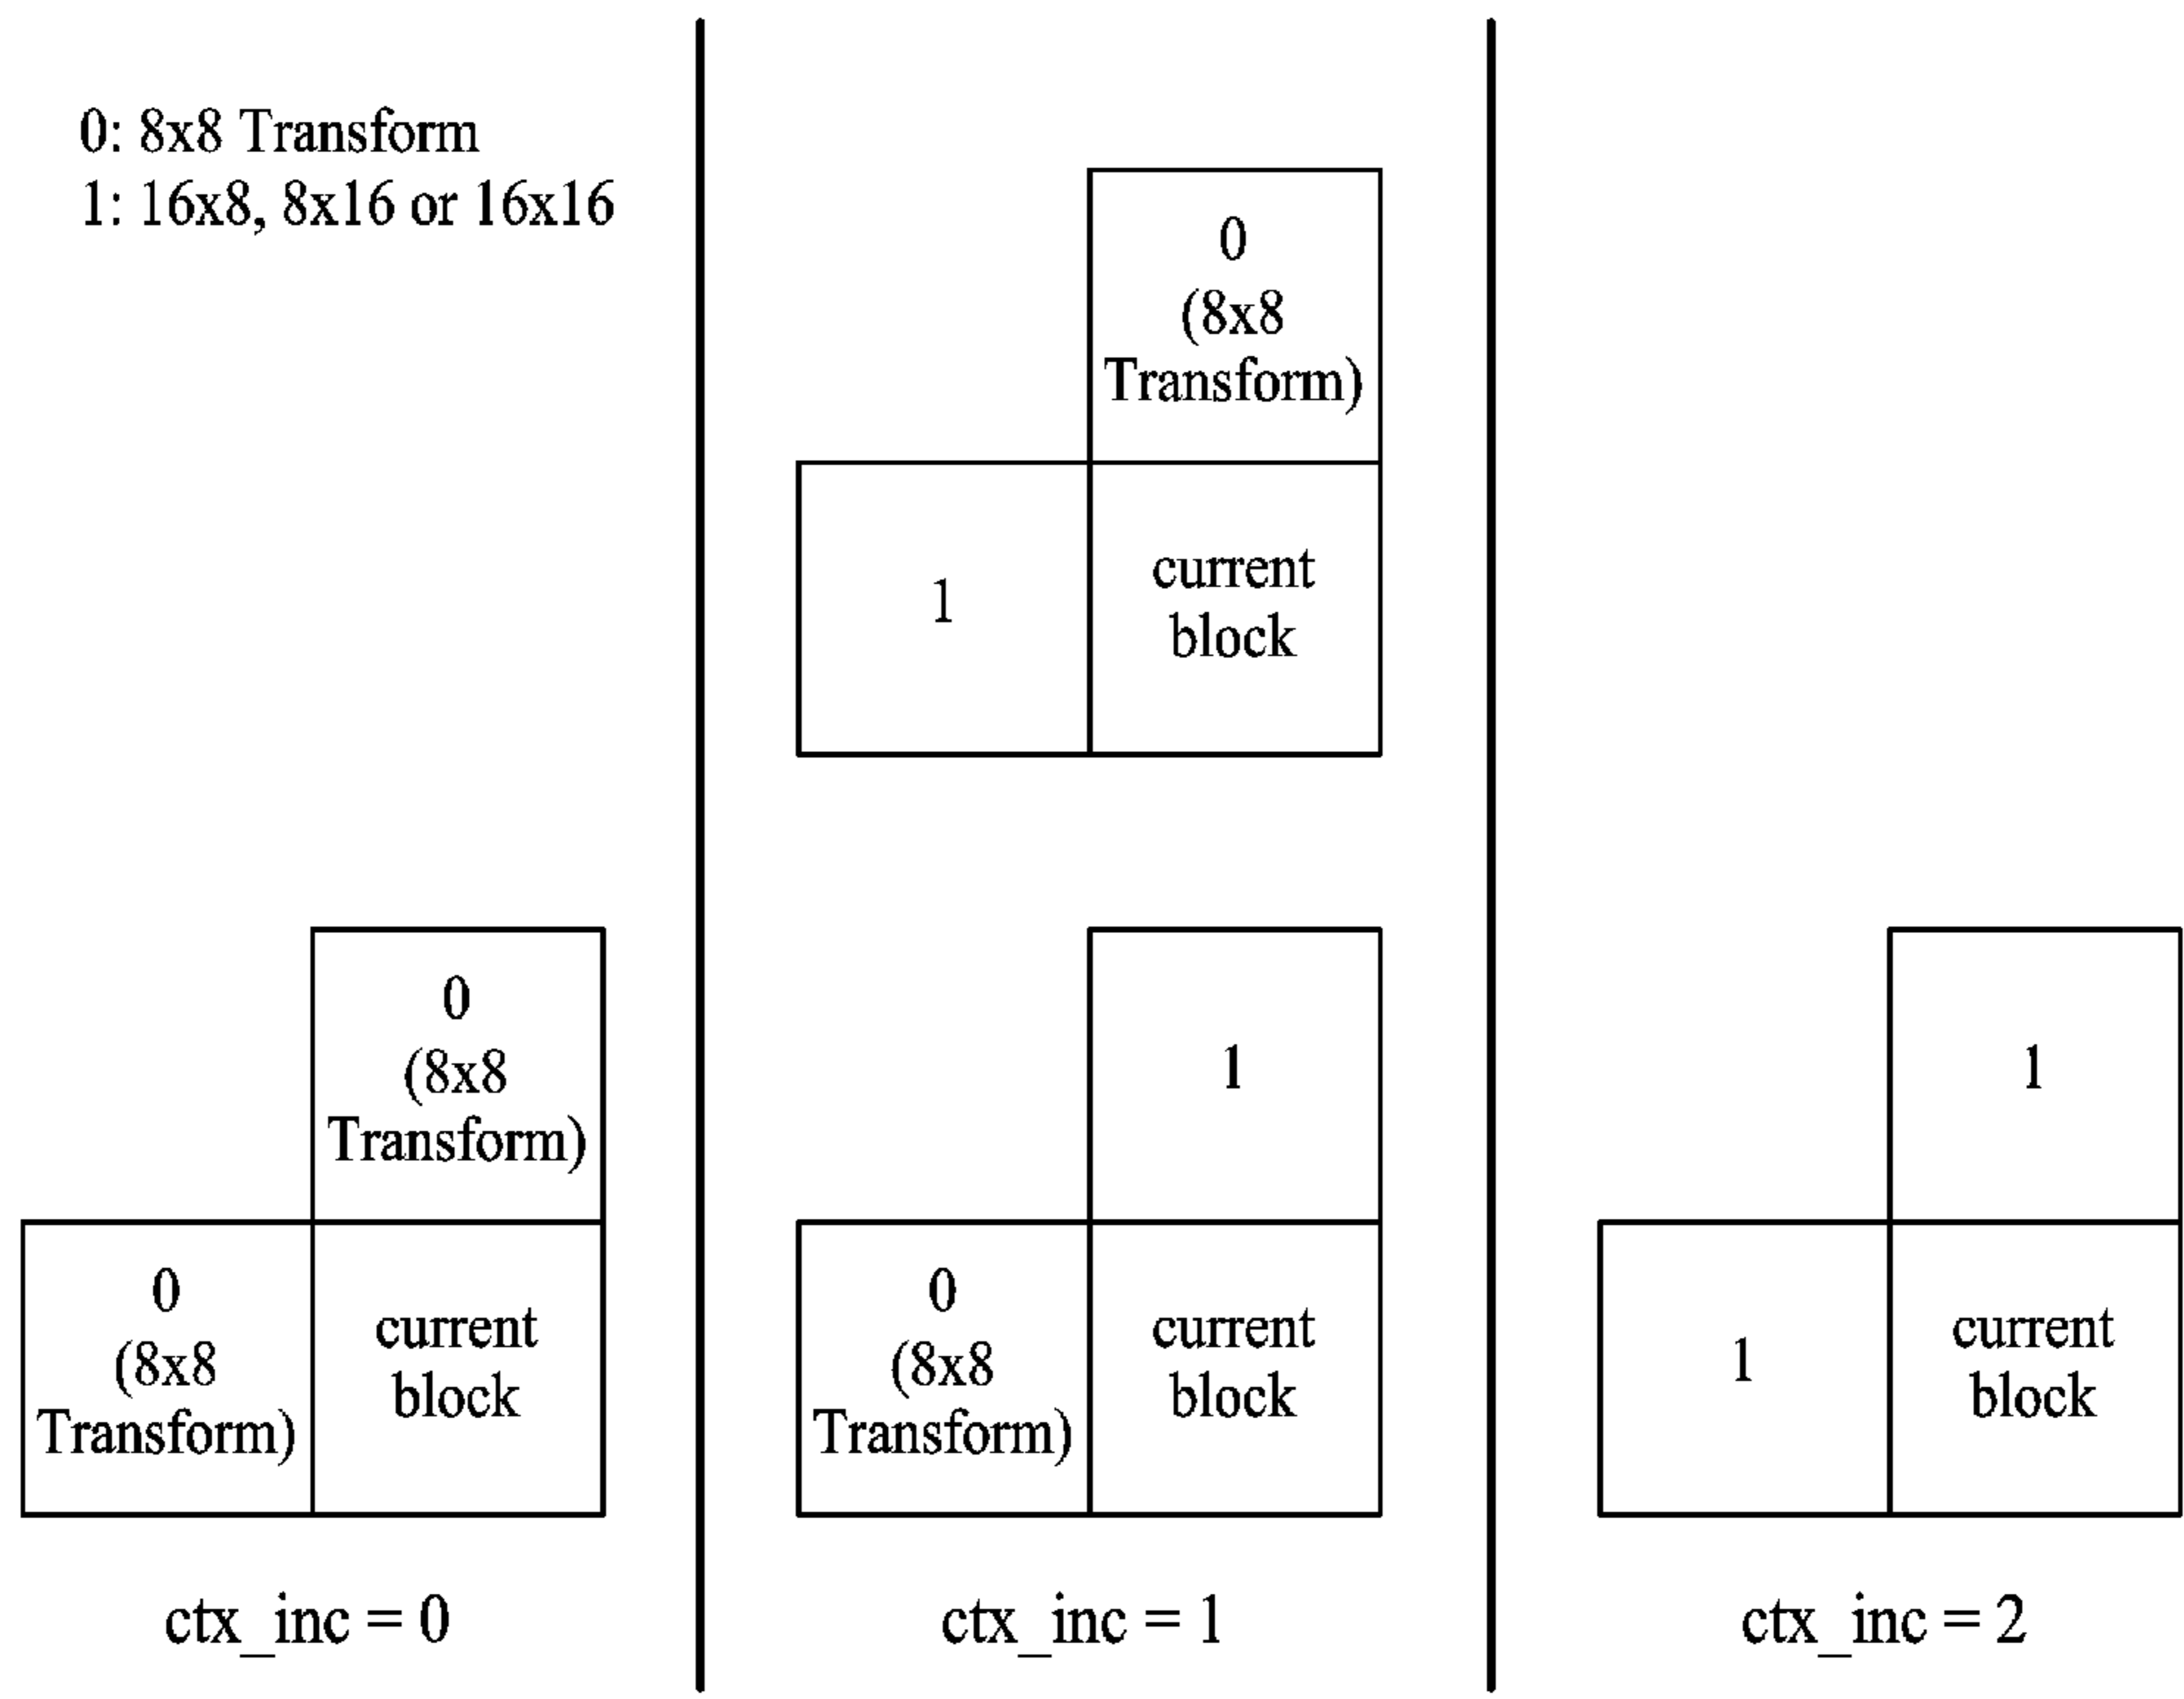 0: 8x8 Transform
1: 16x8, 8x16 or 16x16
0
(8x8
Transform)
0
(8x8
Transform)
current
block
ctx_inc = 0
0
(8x8
Transform)
1
current
block
1
0
(8x8
Transform)
current
block
ctx_inc = 1
1
1
current
block
ctx_inc = 2